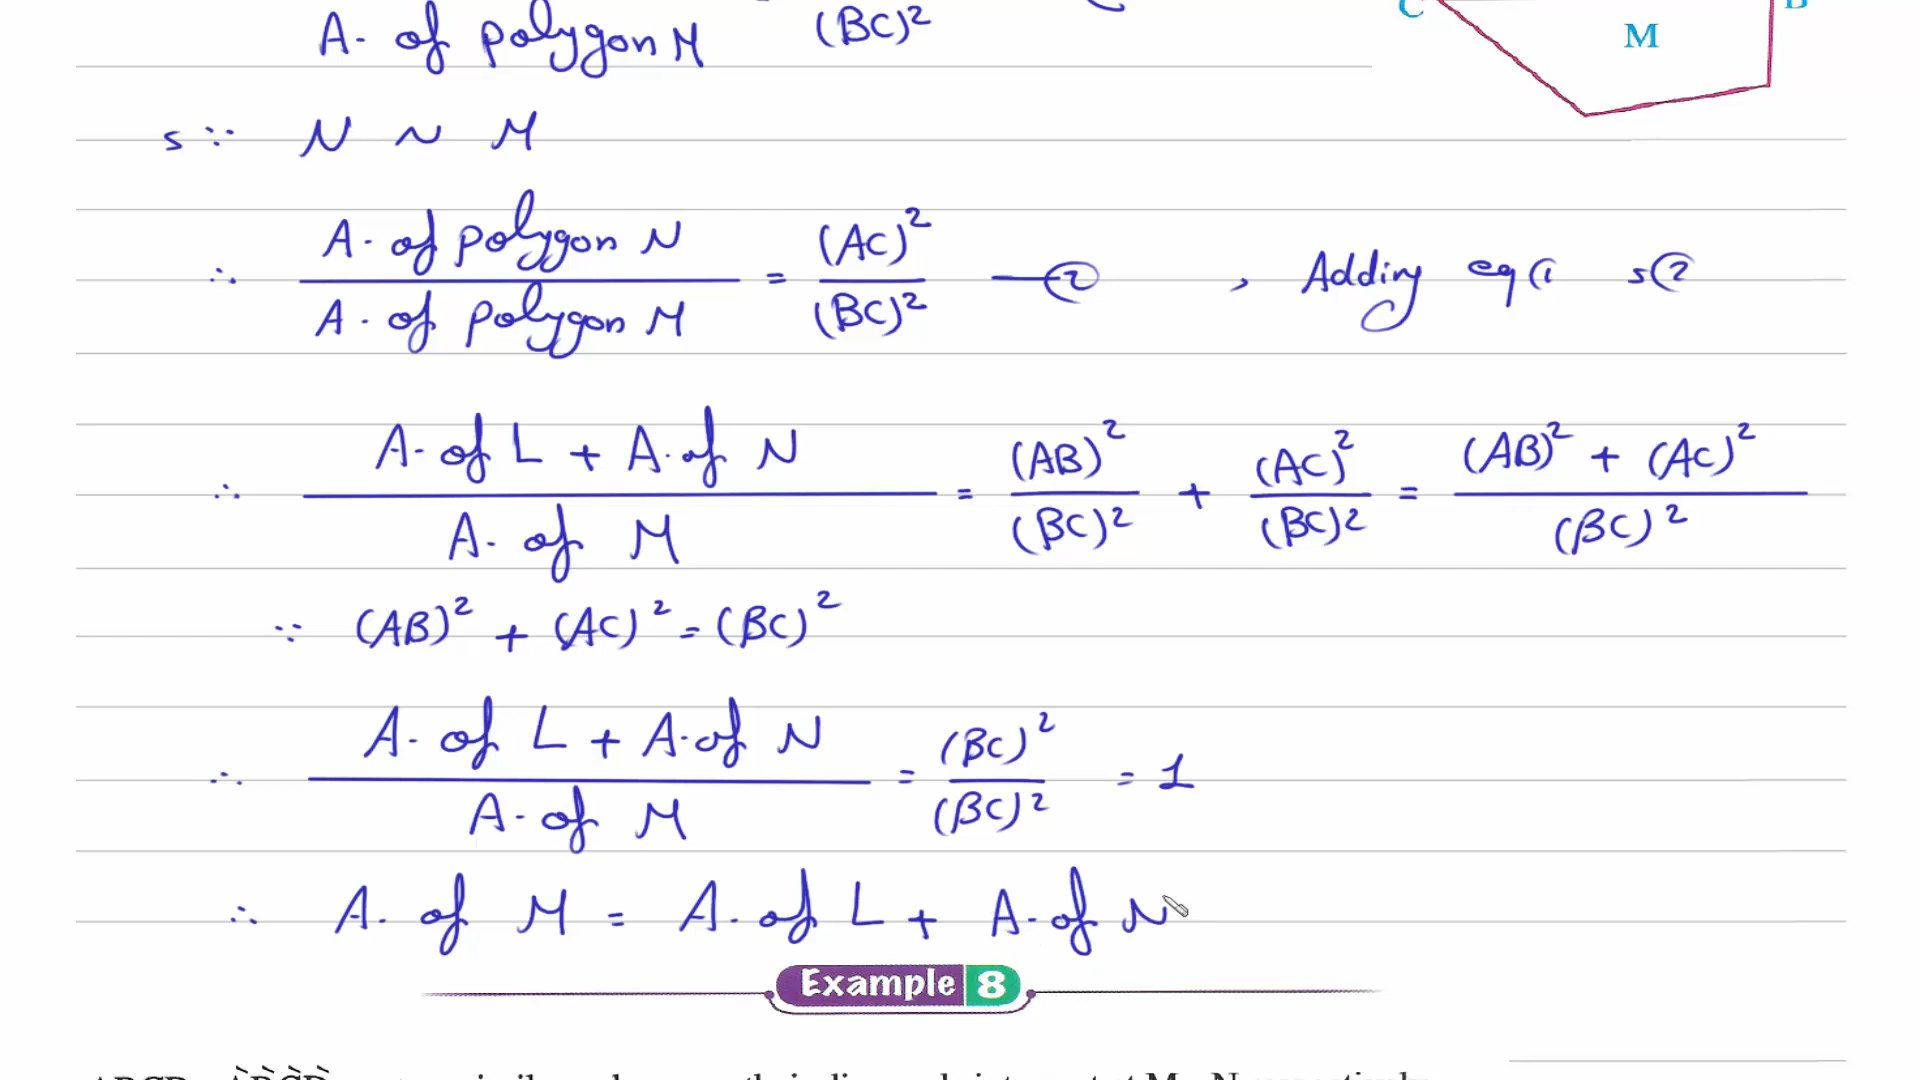 A. of polygon M (BC)²
C B
M
s ∵ N ~ M
∴ A. of polygon N / A. of polygon M = (AC)² / (BC)² — ② , Adding eq ① s ②
∴ A. of L + A. of N / A. of M = (AB)² / (BC)² + (AC)² / (BC)² = (AB)² + (AC)² / (BC)²
∵ (AB)² + (AC)² = (BC)²
∴ A. of L + A. of N / A. of M = (BC)² / (BC)² = 1
∴ A. of M = A. of L + A. of N
Example 8